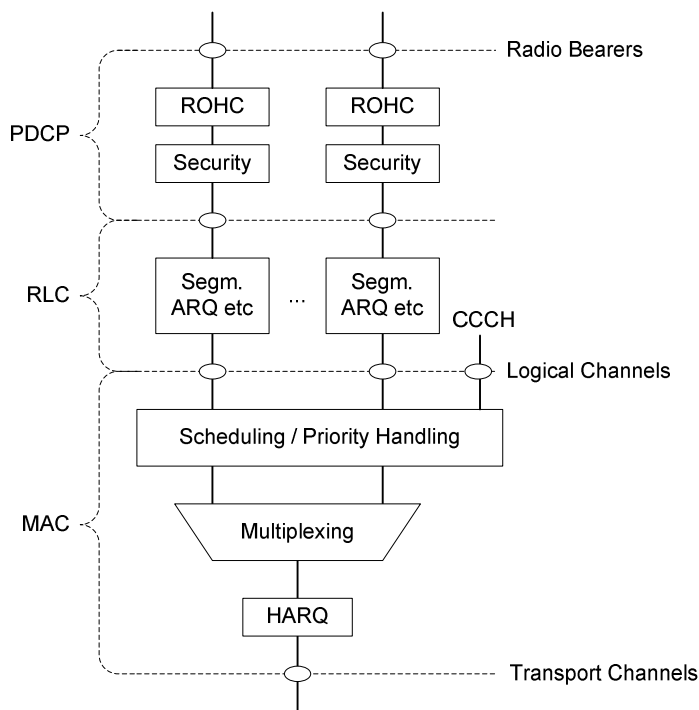 Radio Bearers
ROHC
ROHC
PDCP
Security
Security
Segm.
ARQ etc
...
Segm.
ARQ etc
RLC
CCCH
Logical Channels
Scheduling / Priority Handling
MAC
Multiplexing
HARQ
Transport Channels